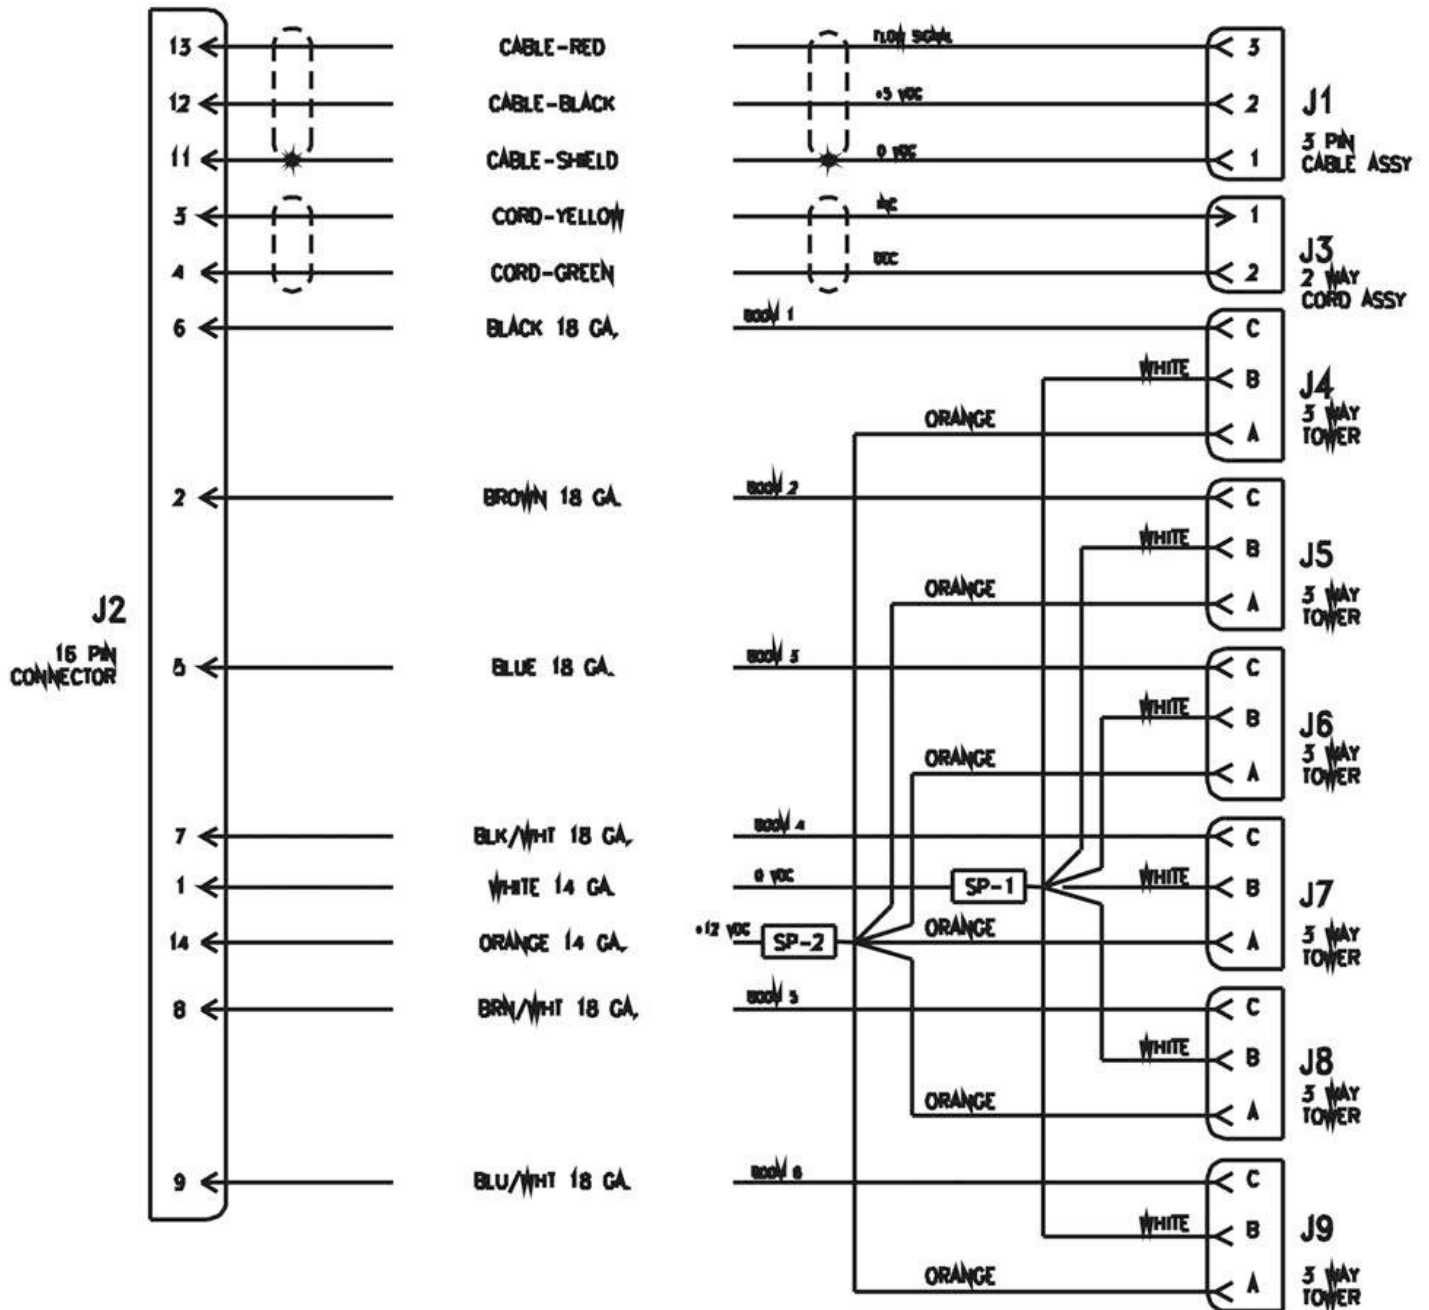 13 CABLE-RED FLOW SIGNAL 3
12 CABLE-BLACK +5 VDC 2
J1
11 CABLE-SHIELD 0 VDC 1
3 PIN
CABLE ASSY
3 CORD-YELLOW 1
4 CORD-GREEN 2
J3
2 WAY
CORD ASSY
6 BLACK 18 GA. BOOM 1 C
WHITE B
J4
3 WAY
TOWER
ORANGE A
2 BROWN 18 GA. BOOM 2 C
WHITE B
J5
3 WAY
TOWER
ORANGE A
J2
16 PIN
CONNECTOR
5 BLUE 18 GA. BOOM 3 C
WHITE B
J6
3 WAY
TOWER
ORANGE A
7 BLK/WHT 18 GA. BOOM 4 C
1 WHITE 14 GA. 0 VDC SP-1 WHITE B
J7
14 ORANGE 14 GA. +12 VDC SP-2 ORANGE A
3 WAY
TOWER
8 BRN/WHT 18 GA. BOOM 5 C
WHITE B
J8
3 WAY
TOWER
ORANGE A
9 BLU/WHT 18 GA. BOOM 6 C
WHITE B
J9
3 WAY
TOWER
ORANGE A